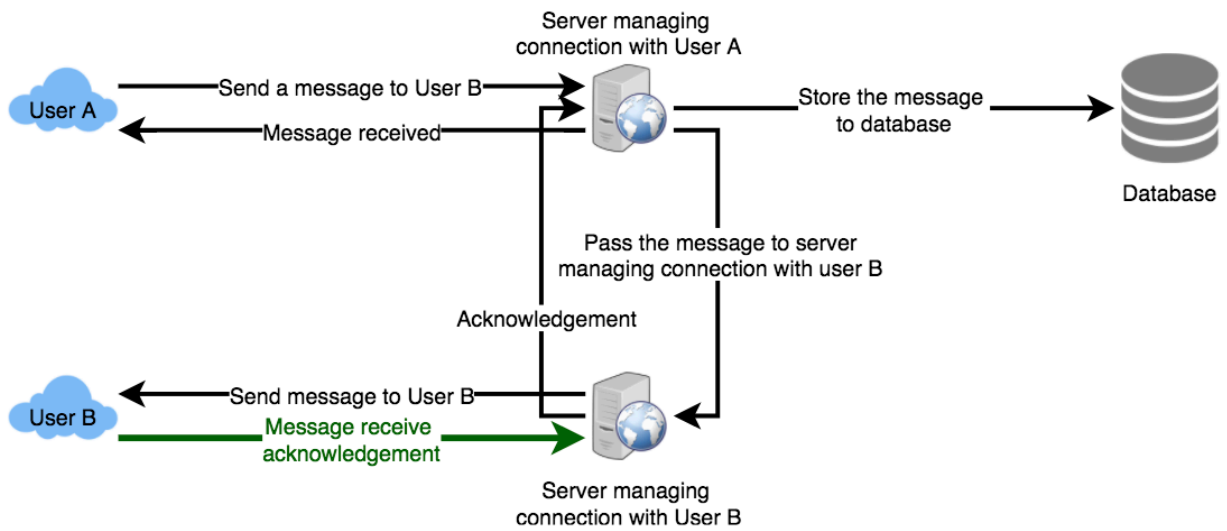 Server managing
connection with User A
User A
Send a message to User B
Message received
Store the message
to database
Database
Pass the message to server
managing connection with user B
Acknowledgement
User B
Send message to User B
Message receive
acknowledgement
Server managing
connection with User B